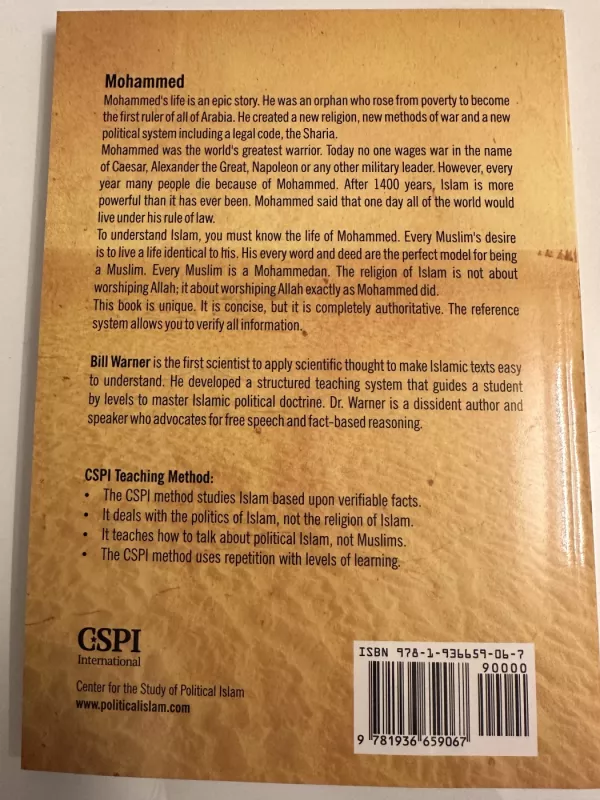 Mohammed
Mohammed's life is an epic story. He was an orphan who rose from poverty to become
the first ruler of all of Arabia. He created a new religion, new methods of war and a new
political system including a legal code, the Sharia.
Mohammed was the world's greatest warrior. Today no one wages war in the name
of Caesar, Alexander the Great, Napoleon or any other military leader. However, every
year many people die because of Mohammed. After 1400 years, Islam is more
powerful than it has ever been. Mohammed said that one day all of the world would
live under his rule of law.
To understand Islam, you must know the life of Mohammed. Every Muslim's desire
is to live a life identical to his. His every word and deed are the perfect model for being
a Muslim. Every Muslim is a Mohammedan. The religion of Islam is not about
worshiping Allah; it about worshiping Allah exactly as Mohammed did.
This book is unique. It is concise, but it is completely authoritative. The reference
system allows you to verify all information.
Bill Warner is the first scientist to apply scientific thought to make Islamic texts easy
to understand. He developed a structured teaching system that guides a student
by levels to master Islamic political doctrine. Dr. Warner is a dissident author and
speaker who advocates for free speech and fact-based reasoning.
CSPI Teaching Method:
• The CSPI method studies Islam based upon verifiable facts.
• It deals with the politics of Islam, not the religion of Islam.
• It teaches how to talk about political Islam, not Muslims.
• The CSPI method uses repetition with levels of learning.
CSPI
International
Center for the Study of Political Islam
www.politicalislam.com
ISBN 978-1-936659-06-7
90000
9 781936 659067